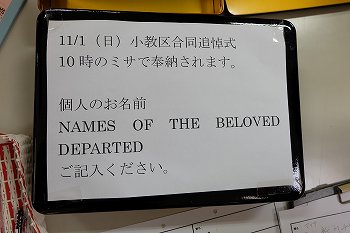 11/1（日）小教区合同追悼式
10時のミサで奉納されます。
個人のお名前
NAMES OF THE BELOVED
DEPARTED
ご記入ください。